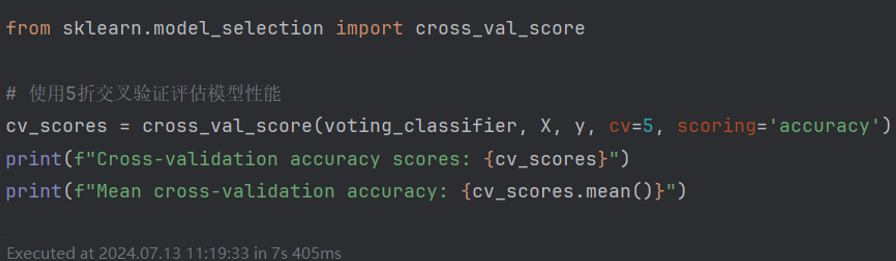 from sklearn.model_selection import cross_val_score
# 使用5折交叉验证评估模型性能
cv_scores = cross_val_score(voting_classifier, X, y, cv=5, scoring='accuracy')
print(f"Cross-validation accuracy scores: {cv_scores}")
print(f"Mean cross-validation accuracy: {cv_scores.mean()}")
Executed at 2024.07.13 11:19:33 in 7s 405ms